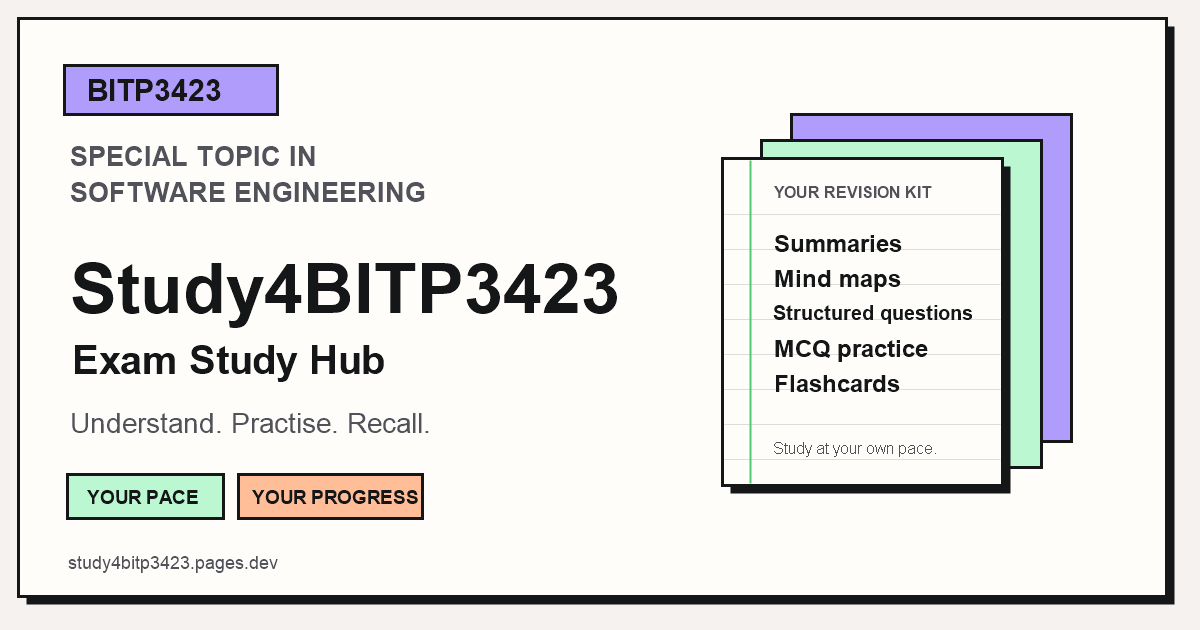 BITP3423
SPECIAL TOPIC IN
SOFTWARE ENGINEERING
Study4BITP3423
Exam Study Hub
Understand. Practise. Recall.
YOUR PACE
YOUR PROGRESS
study4bitp3423.pages.dev
YOUR REVISION KIT
Summaries
Mind maps
Structured questions
MCQ practice
Flashcards
Study at your own pace.